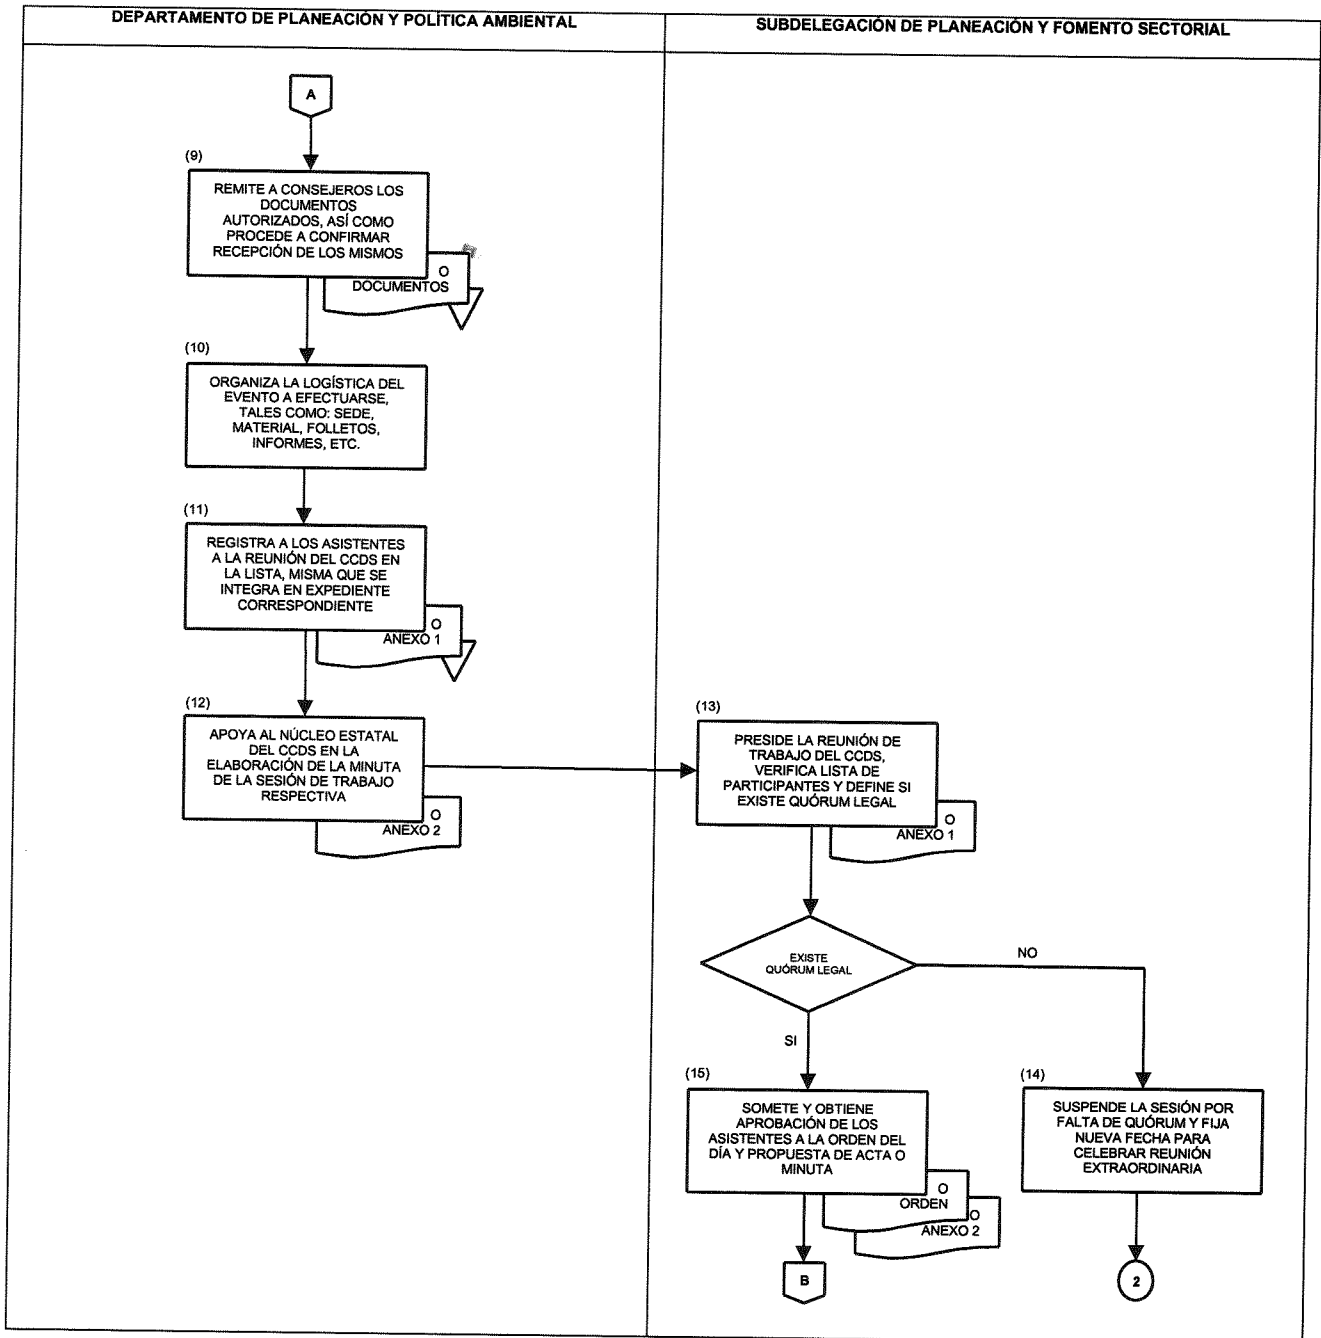 DEPARTAMENTO DE PLANEACIÓN Y POLÍTICA AMBIENTAL
SUBDELEGACIÓN DE PLANEACIÓN Y FOMENTO SECTORIAL
A
(9)
REMITE A CONSEJEROS LOS
DOCUMENTOS
AUTORIZADOS, ASÍ COMO
PROCEDE A CONFIRMAR
RECEPCIÓN DE LOS MISMOS
O
DOCUMENTOS
(10)
ORGANIZA LA LOGÍSTICA DEL
EVENTO A EFECTUARSE,
TALES COMO: SEDE,
MATERIAL, FOLLETOS,
INFORMES, ETC.
(11)
REGISTRA A LOS ASISTENTES
A LA REUNIÓN DEL CCDS EN
LA LISTA, MISMA QUE SE
INTEGRA EN EXPEDIENTE
CORRESPONDIENTE
O
ANEXO 1
(12)
APOYA AL NÚCLEO ESTATAL
DEL CCDS EN LA
ELABORACIÓN DE LA MINUTA
DE LA SESIÓN DE TRABAJO
RESPECTIVA
O
ANEXO 2
(13)
PRESIDE LA REUNIÓN DE
TRABAJO DEL CCDS,
VERIFICA LISTA DE
PARTICIPANTES Y DEFINE SI
EXISTE QUÓRUM LEGAL
O
ANEXO 1
EXISTE
QUÓRUM LEGAL
NO
SI
(15)
SOMETE Y OBTIENE
APROBACIÓN DE LOS
ASISTENTES A LA ORDEN DEL
DÍA Y PROPUESTA DE ACTA O
MINUTA
O
ORDEN
O
ANEXO 2
B
(14)
SUSPENDE LA SESIÓN POR
FALTA DE QUÓRUM Y FIJA
NUEVA FECHA PARA
CELEBRAR REUNIÓN
EXTRAORDINARIA
2